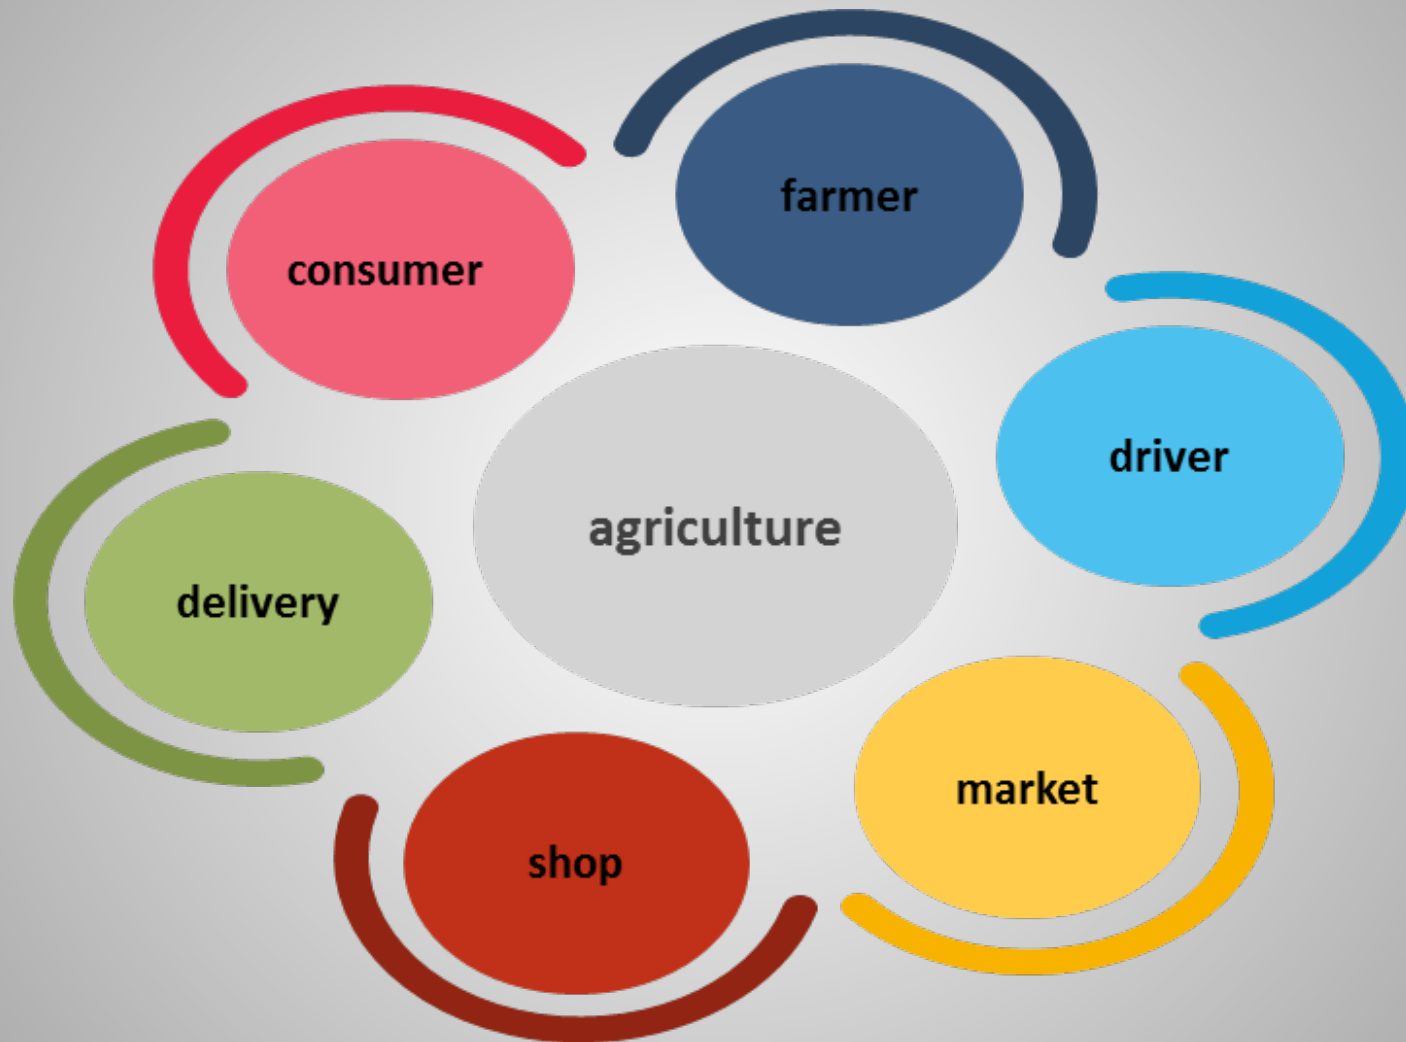 farmer
consumer
driver
agriculture
delivery
market
shop